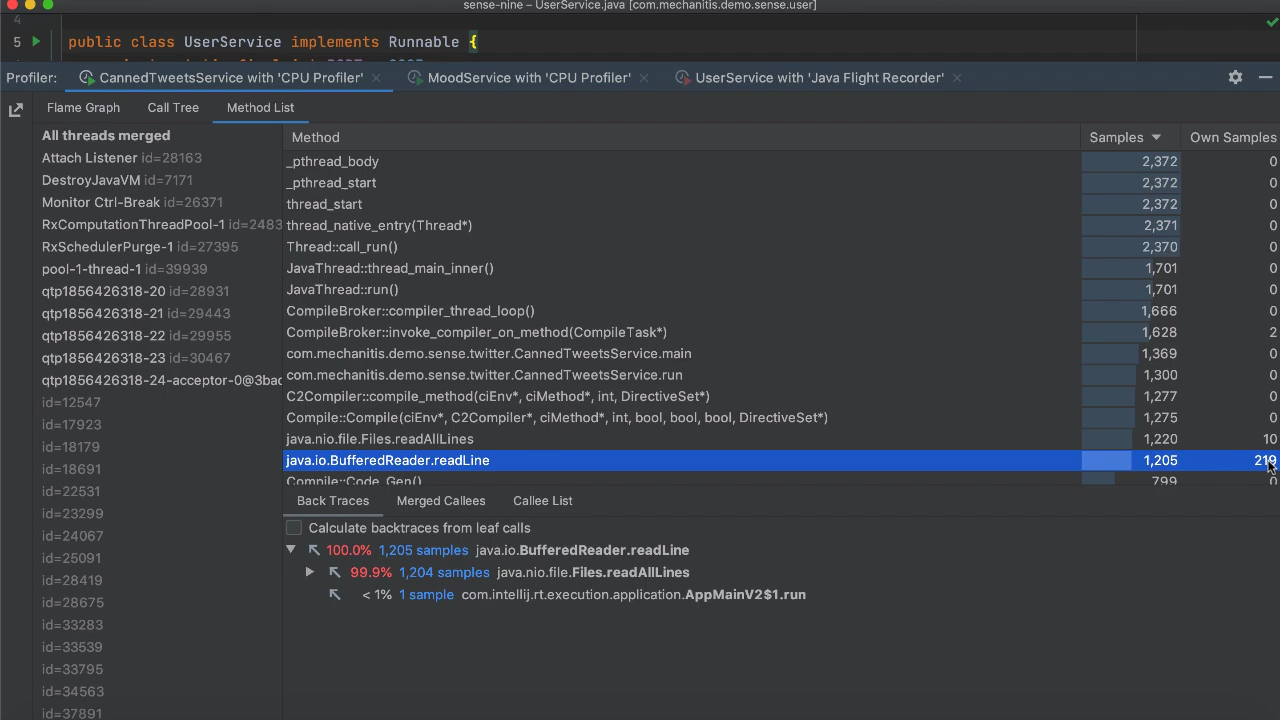 sense-nine – UserService.java [com.mechanitis.demo.sense.user]
4
5 public class UserService implements Runnable {
Profiler: CannedTweetsService with 'CPU Profiler' × MoodService with 'CPU Profiler' × UserService with 'Java Flight Recorder' ×
Flame Graph Call Tree Method List
All threads merged
Attach Listener id=28163
DestroyJavaVM id=7171
Monitor Ctrl-Break id=26371
RxComputationThreadPool-1 id=2483
RxSchedulerPurge-1 id=27395
pool-1-thread-1 id=39939
qtp1856426318-20 id=28931
qtp1856426318-21 id=29443
qtp1856426318-22 id=29955
qtp1856426318-23 id=30467
qtp1856426318-24-acceptor-0@3bac
id=12547
id=17923
id=18179
id=18691
id=22531
id=23299
id=24067
id=25091
id=28419
id=28675
id=33283
id=33539
id=33795
id=34563
id=37891
Method Samples Own Samples
_pthread_body 2,372 0
_pthread_start 2,372 0
thread_start 2,372 0
thread_native_entry(Thread*) 2,371 0
Thread::call_run() 2,370 0
JavaThread::thread_main_inner() 1,701 0
JavaThread::run() 1,701 0
CompileBroker::compiler_thread_loop() 1,666 0
CompileBroker::invoke_compiler_on_method(CompileTask*) 1,628 2
com.mechanitis.demo.sense.twitter.CannedTweetsService.main 1,369 0
com.mechanitis.demo.sense.twitter.CannedTweetsService.run 1,300 0
C2Compiler::compile_method(ciEnv*, ciMethod*, int, DirectiveSet*) 1,277 0
Compile::Compile(ciEnv*, C2Compiler*, ciMethod*, int, bool, bool, bool, DirectiveSet*) 1,275 0
java.nio.file.Files.readAllLines 1,220 10
java.io.BufferedReader.readLine 1,205 219
Compile::Code_Gen() 799 0
Back Traces Merged Callees Callee List
Calculate backtraces from leaf calls
100.0% 1,205 samples java.io.BufferedReader.readLine
99.9% 1,204 samples java.nio.file.Files.readAllLines
< 1% 1 sample com.intellij.rt.execution.application.AppMainV2$1.run